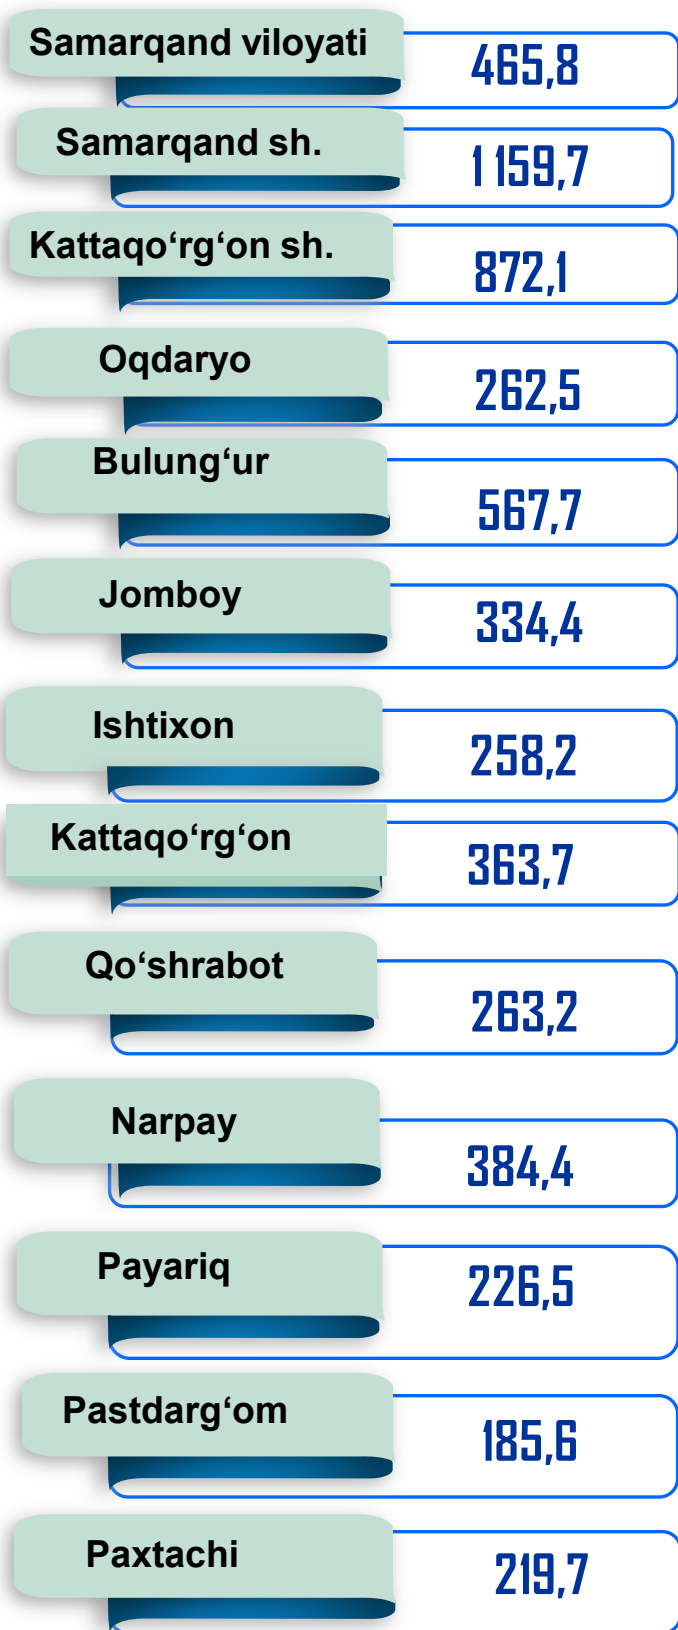 Samarqand viloyati 465,8
Samarqand sh. 1 159,7
Kattaqo‘rg‘on sh. 872,1
Oqdaryo 262,5
Bulung‘ur 567,7
Jomboy 334,4
Ishtixon 258,2
Kattaqo‘rg‘on 363,7
Qo‘shrabot 263,2
Narpay 384,4
Payariq 226,5
Pastdarg‘om 185,6
Paxtachi 219,7